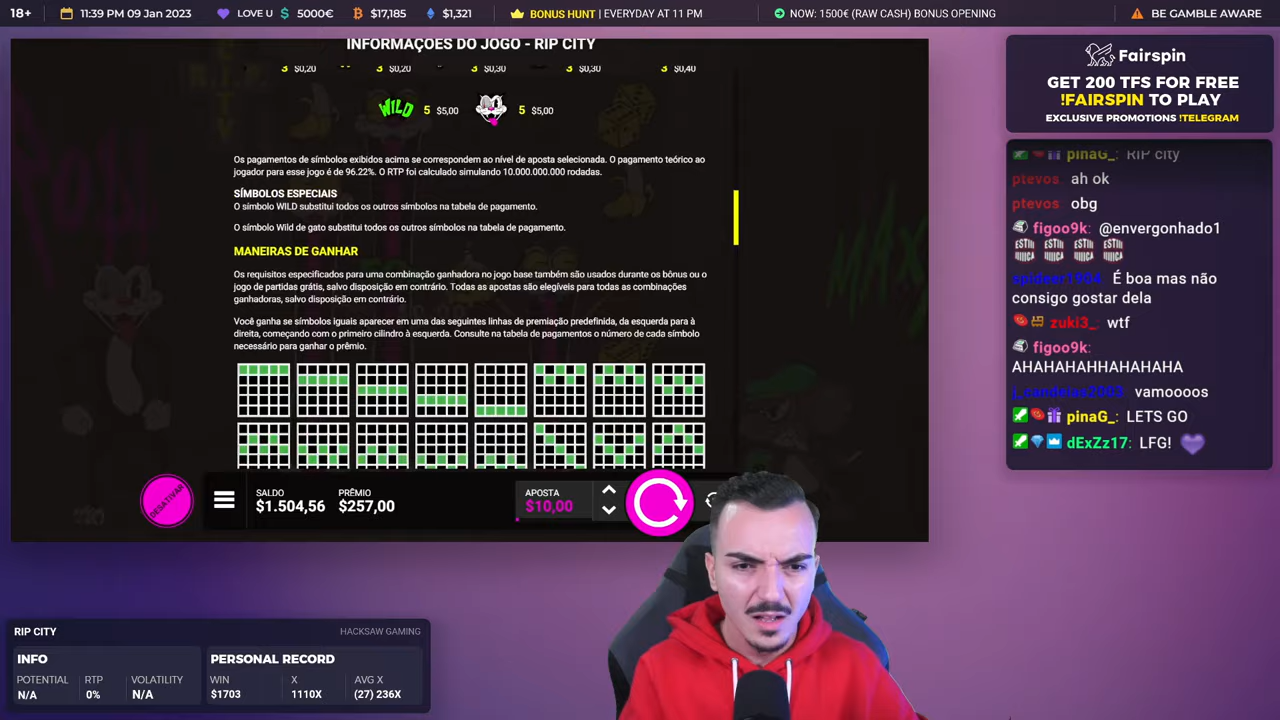 18+
11:39 PM 09 Jan 2023
LOVE U $ 5000€
$17,185
$1,321
BONUS HUNT | EVERYDAY AT 11 PM
NOW: 1500€ (RAW CASH) BONUS OPENING
BE GAMBLE AWARE
INFORMAÇÕES DO JOGO - RIP CITY
3 $0,20 3 $0,20 3 $0,30 3 $0,30 3 $0,40
WILD 5 $5,00 5 $5,00
Os pagamentos de símbolos exibidos acima se correspondem ao nível de aposta selecionada. O pagamento teórico ao
jogador para esse jogo é de 96.22%. O RTP foi calculado simulando 10.000.000.000 rodadas.
SÍMBOLOS ESPECIAIS
O símbolo WILD substitui todos os outros símbolos na tabela de pagamento.
O símbolo Wild de gato substitui todos os outros símbolos na tabela de pagamento.
MANEIRAS DE GANHAR
Os requisitos especificados para uma combinação ganhadora no jogo base também são usados durante os bônus ou o
jogo de partidas grátis, salvo disposição em contrário. Todas as apostas são elegíveis para todas as combinações
ganhadoras, salvo disposição em contrário.
Você ganha se símbolos iguais aparecer em uma das seguintes linhas de premiação predefinida, da esquerda para à
direita, começando com o primeiro cilindro à esquerda. Consulte na tabela de pagamentos o número de cada símbolo
necessário para ganhar o prêmio.
DESATIVAR
SALDO
$1.504,56
PRÊMIO
$257,00
APOSTA
$10,00
Fairspin
GET 200 TFS FOR FREE
!FAIRSPIN TO PLAY
EXCLUSIVE PROMOTIONS !TELEGRAM
pinaG_: RIP city
ptevos: ah ok
ptevos: obg
figoo9k: @envergonhado1
spideer1904: É boa mas não
consigo gostar dela
zuki3_: wtf
figoo9k:
AHAHAHAHHAHAHAHA
j_candeias2003: vamoooos
pinaG_: LETS GO
dExZz17: LFG!
RIP CITY
HACKSAW GAMING
INFO
POTENTIAL RTP VOLATILITY
N/A 0% N/A
PERSONAL RECORD
WIN X AVG X
$1703 1110X (27) 236X